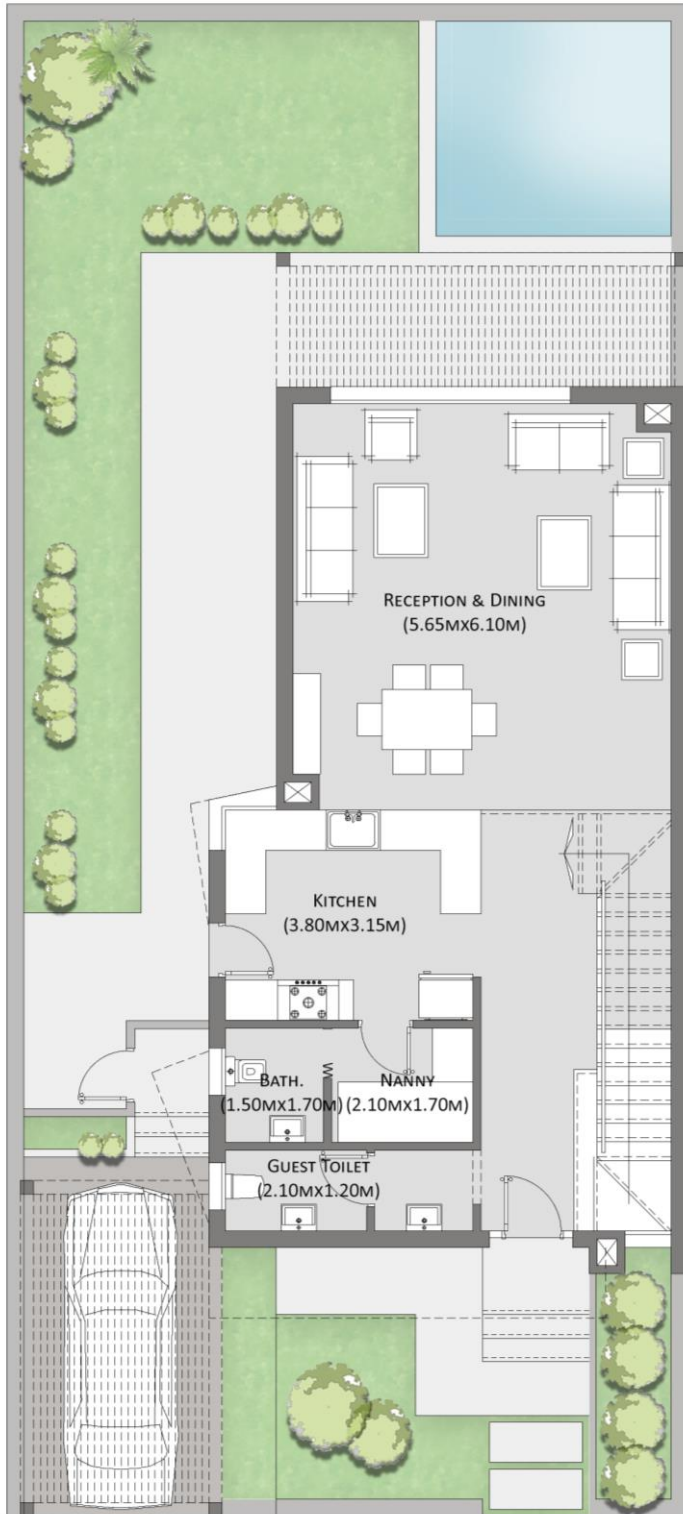 Reception & Dining
(5.65mx6.10m)
Kitchen
(3.80mx3.15m)
Bath.
(1.50mx1.70m)
Nanny
(2.10mx1.70m)
Guest Toilet
(2.10mx1.20m)